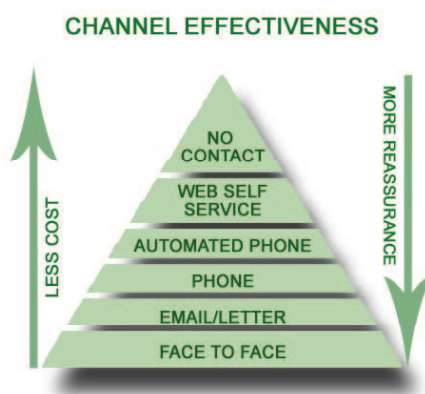 CHANNEL EFFECTIVENESS
NO
CONTACT
WEB SELF
SERVICE
AUTOMATED PHONE
PHONE
EMAIL/LETTER
FACE TO FACE
LESS COST
MORE REASSURANCE